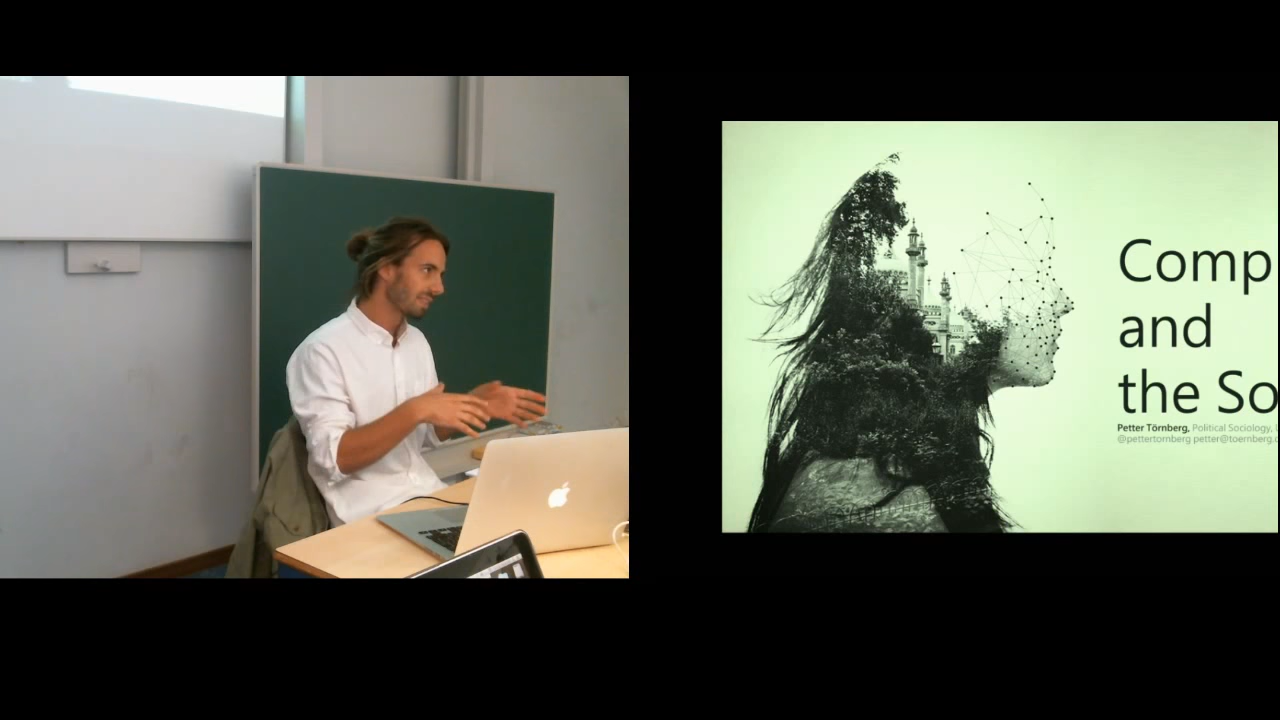 Comp
and
the So
Petter Törnberg, Political Sociology,
@pettertornberg petter@toernberg.